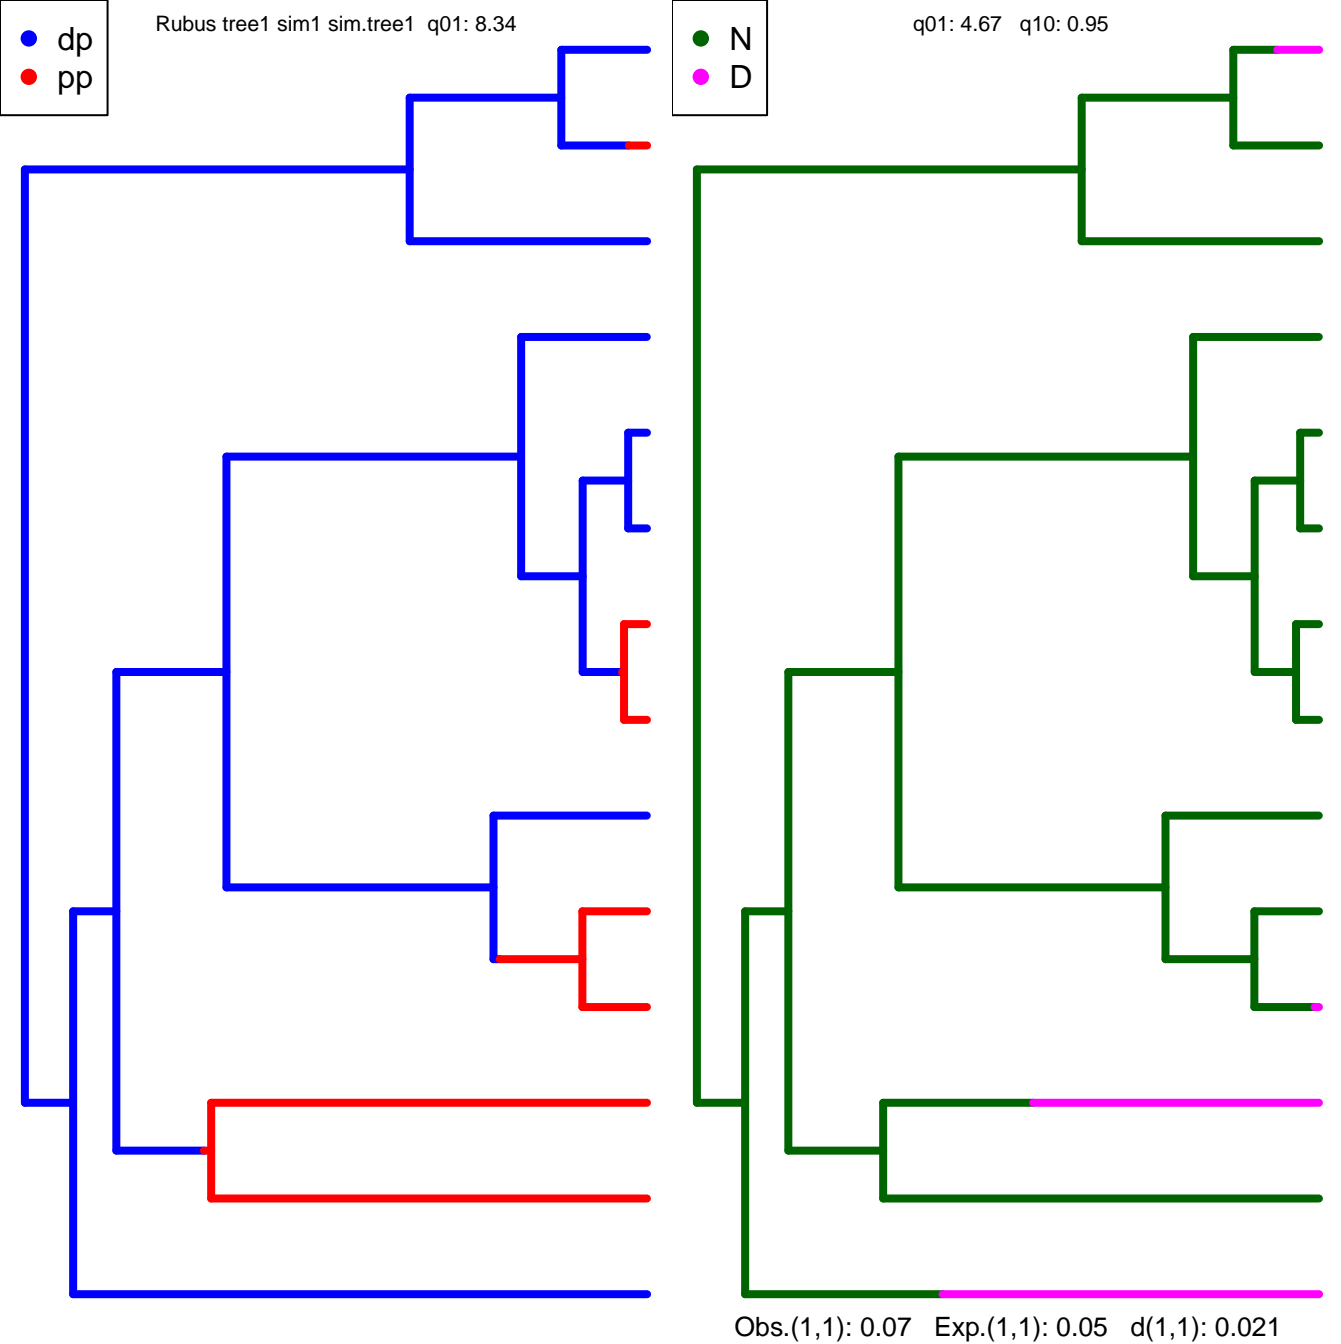 Rubus tree1 sim1 sim.tree1 q01: 8.34
dp
pp
q01: 4.67 q10: 0.95
N
D
Obs.(1,1): 0.07 Exp.(1,1): 0.05 d(1,1): 0.021